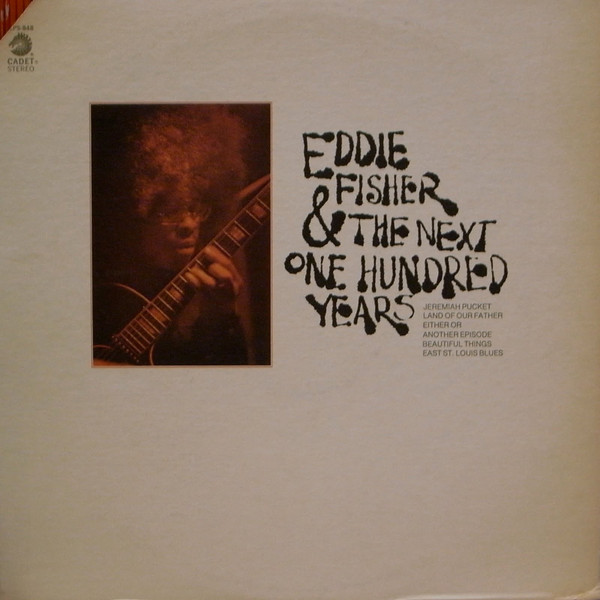 CADET
STEREO
EDDIE
FISHER
& THE NEXT
ONE HUNDRED
YEARS
JEREMIAH PUCKET
LAND OF OUR FATHER
EITHER OR
ANOTHER EPISODE
BEAUTIFUL THINGS
EAST ST. LOUIS BLUES